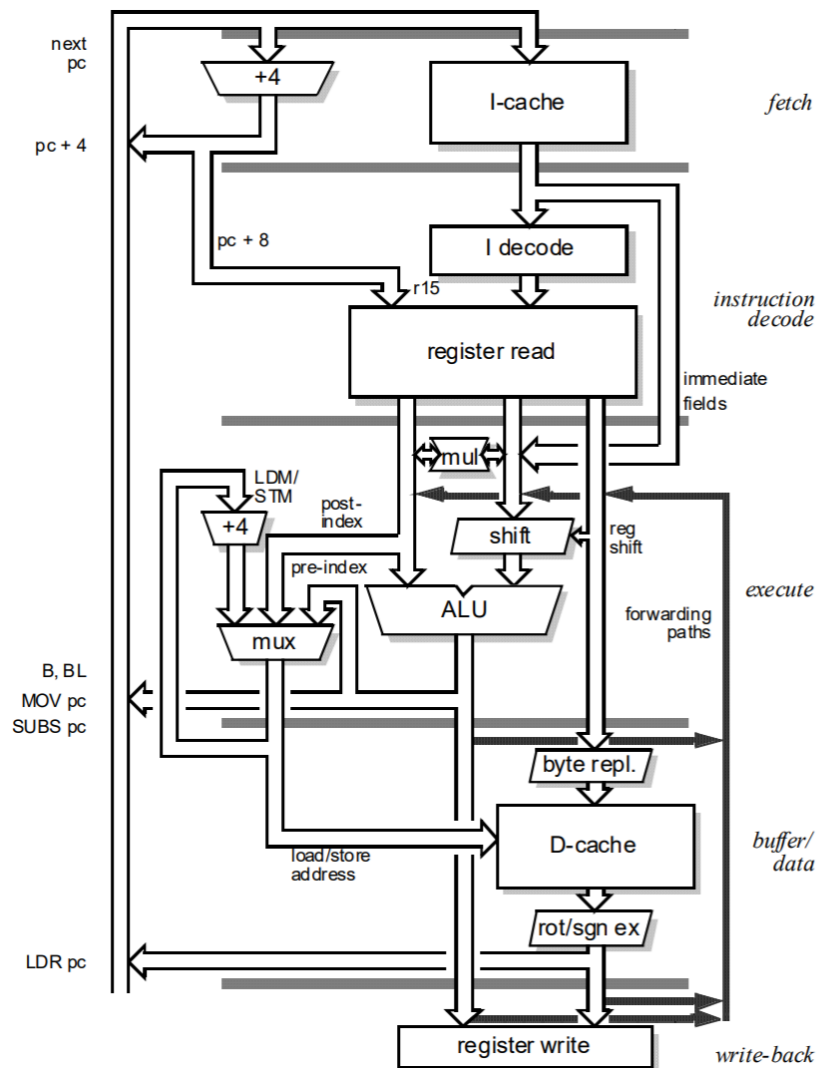 next
pc
+4
I-cache
fetch
pc + 4
pc + 8
I decode
r15
instruction
decode
register read
immediate
fields
mul
LDM/
STM
post-
index
+4
shift
reg
shift
pre-index
execute
ALU
forwarding
paths
mux
B, BL
MOV pc
SUBS pc
byte repl.
D-cache
buffer/
data
load/store
address
rot/sgn ex
LDR pc
register write
write-back